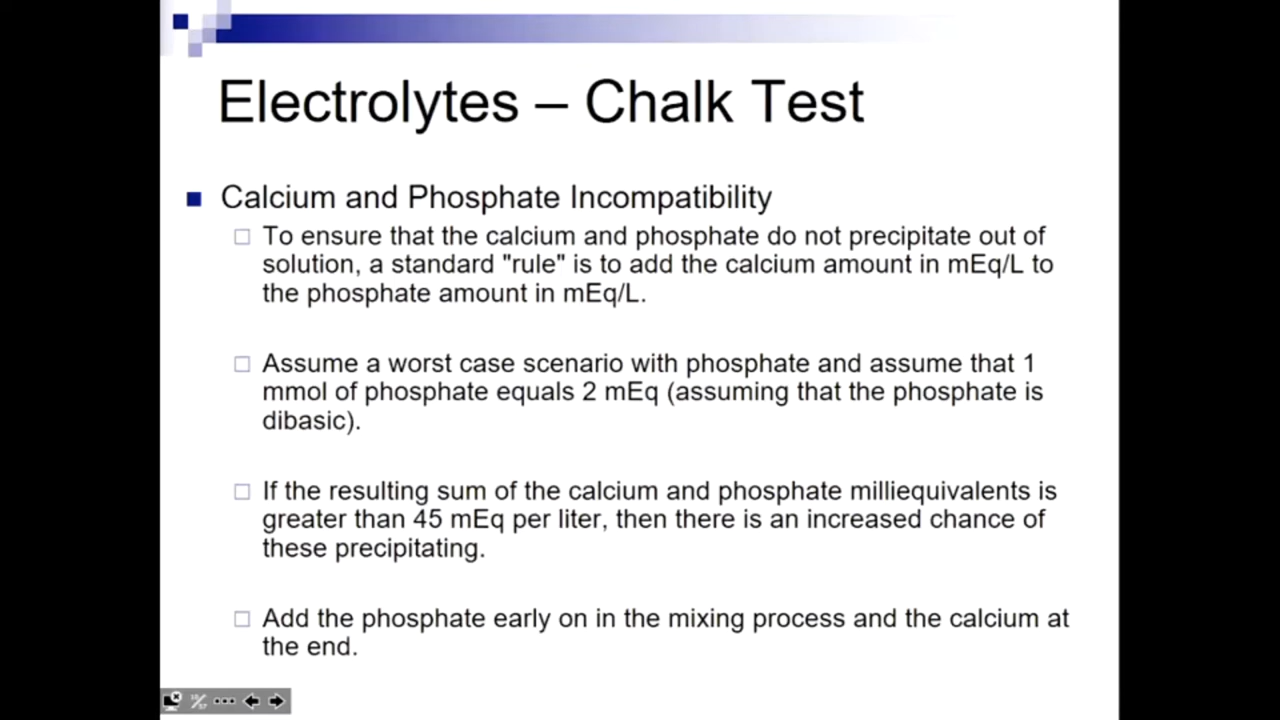 Electrolytes – Chalk Test
Calcium and Phosphate Incompatibility
To ensure that the calcium and phosphate do not precipitate out of
solution, a standard "rule" is to add the calcium amount in mEq/L to
the phosphate amount in mEq/L.
Assume a worst case scenario with phosphate and assume that 1
mmol of phosphate equals 2 mEq (assuming that the phosphate is
dibasic).
If the resulting sum of the calcium and phosphate milliequivalents is
greater than 45 mEq per liter, then there is an increased chance of
these precipitating.
Add the phosphate early on in the mixing process and the calcium at
the end.